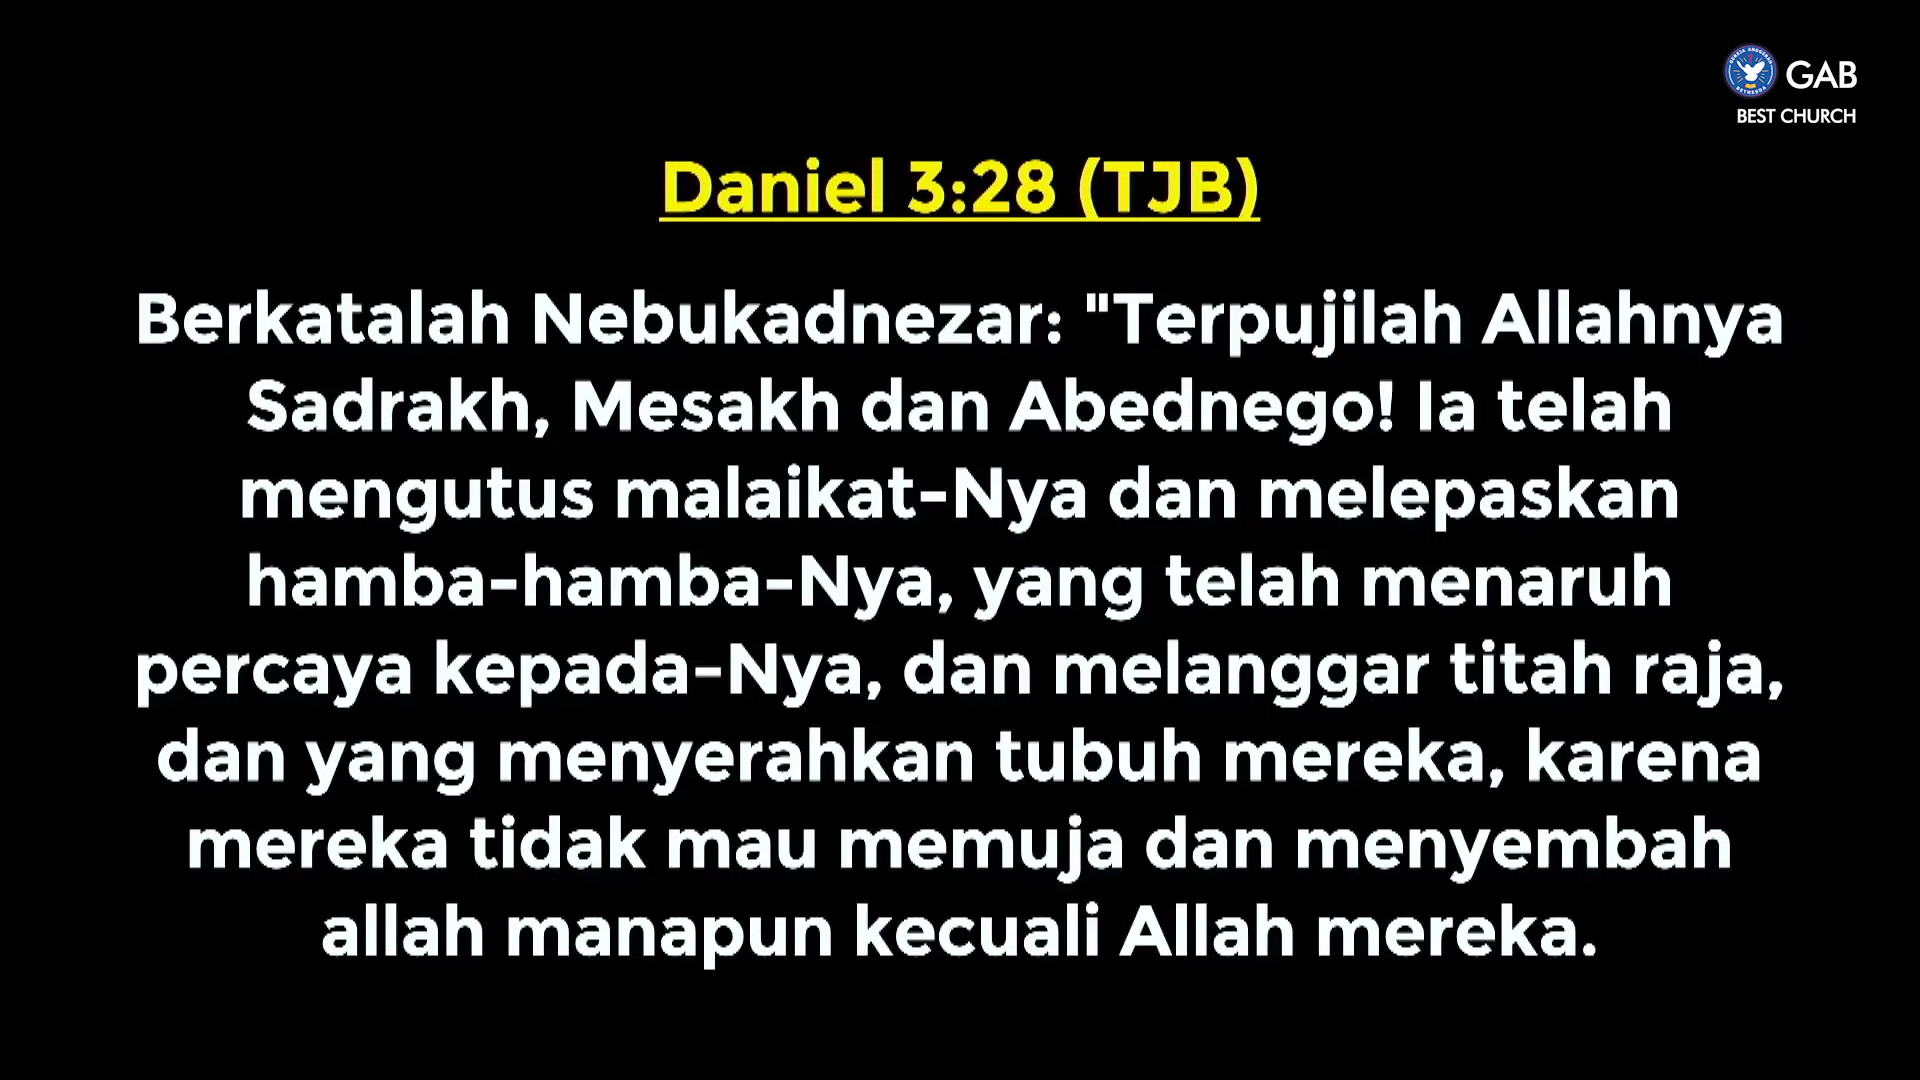 GAB
BEST CHURCH
Daniel 3:28 (TJB)
Berkatalah Nebukadnezar: "Terpujilah Allahnya
Sadrakh, Mesakh dan Abednego! Ia telah
mengutus malaikat-Nya dan melepaskan
hamba-hamba-Nya, yang telah menaruh
percaya kepada-Nya, dan melanggar titah raja,
dan yang menyerahkan tubuh mereka, karena
mereka tidak mau memuja dan menyembah
allah manapun kecuali Allah mereka.